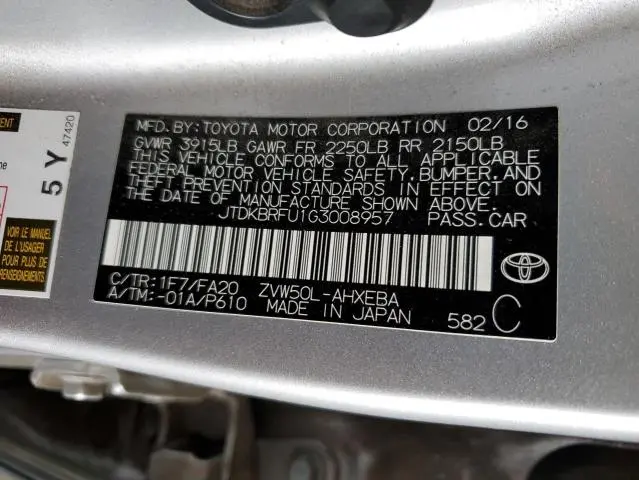 MFD. BY: TOYOTA MOTOR CORPORATION 02/16
GVWR 3915LB GAWR FR 2250LB RR 2150LB
THIS VEHICLE CONFORMS TO ALL APPLICABLE
FEDERAL MOTOR VEHICLE SAFETY, BUMPER, AND
THEFT PREVENTION STANDARDS IN EFFECT ON
THE DATE OF MANUFACTURE SHOWN ABOVE.
JTDKBRFU1G3008957 PASS.CAR
C/TR: 1F7/FA20 ZVW50L-AHXEBA
A/TM: -01A/P610 MADE IN JAPAN 582 C
5 Y 47420
VOIR LE MANUEL
DE L'USAGER
POUR PLUS DE